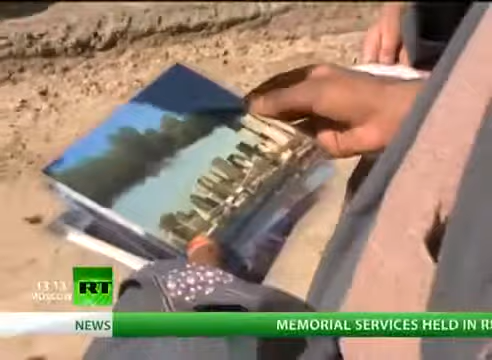 13:13
MOSCOW
RT
NEWS
MEMORIAL SERVICES HELD IN